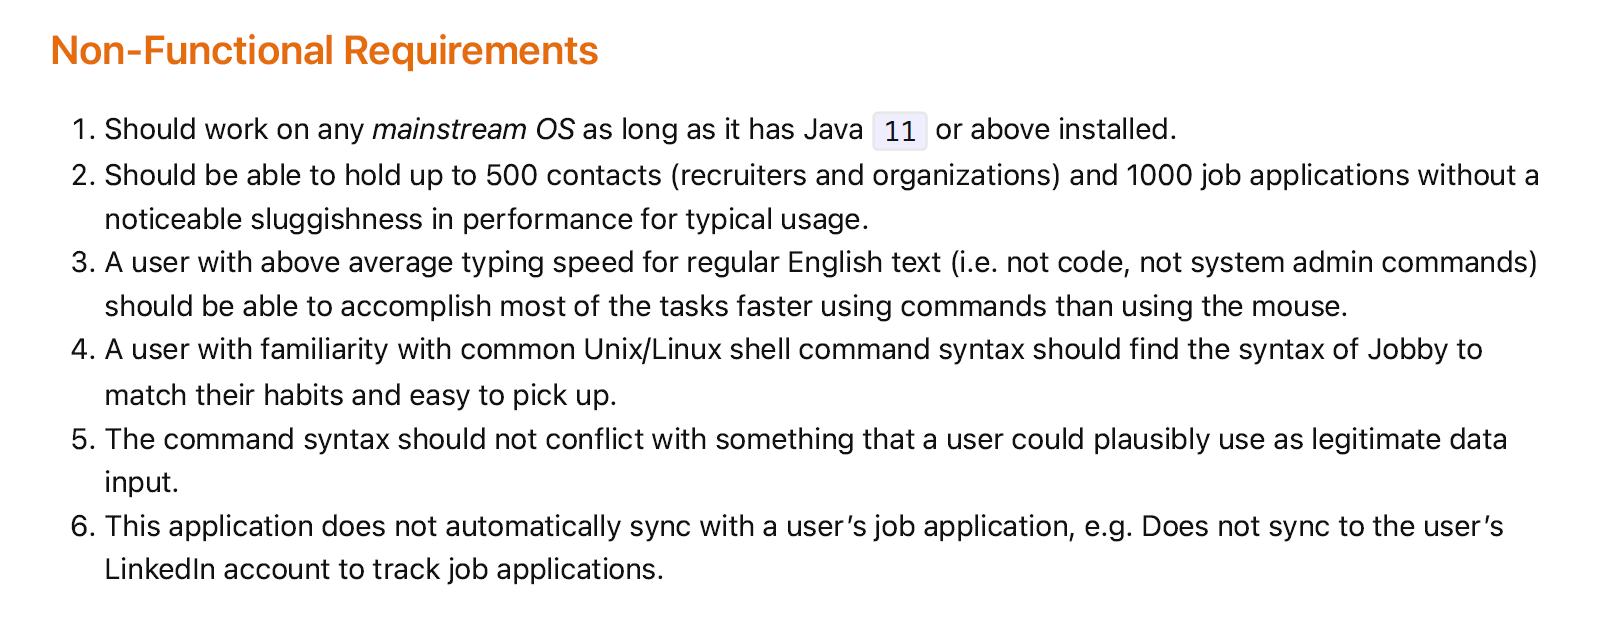 Non-Functional Requirements
1. Should work on any mainstream OS as long as it has Java 11 or above installed.
2. Should be able to hold up to 500 contacts (recruiters and organizations) and 1000 job applications without a
noticeable sluggishness in performance for typical usage.
3. A user with above average typing speed for regular English text (i.e. not code, not system admin commands)
should be able to accomplish most of the tasks faster using commands than using the mouse.
4. A user with familiarity with common Unix/Linux shell command syntax should find the syntax of Jobby to
match their habits and easy to pick up.
5. The command syntax should not conflict with something that a user could plausibly use as legitimate data
input.
6. This application does not automatically sync with a user’s job application, e.g. Does not sync to the user’s
LinkedIn account to track job applications.